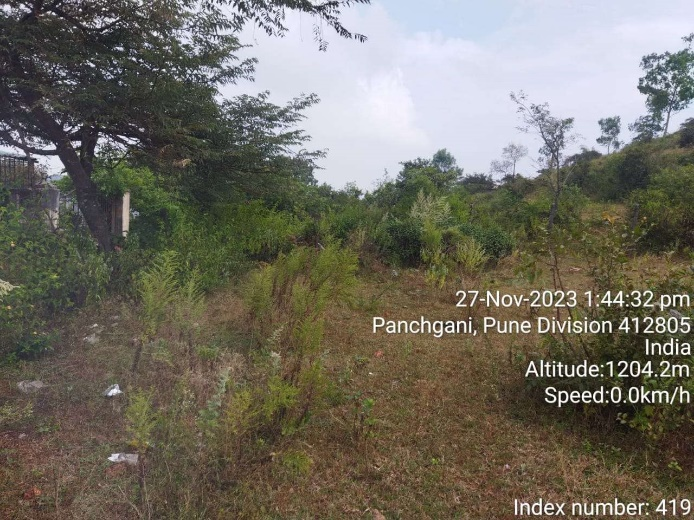 27-Nov-2023 1:44:32 pm
Panchgani, Pune Division 412805
India
Altitude:1204.2m
Speed:0.0km/h
Index number: 419